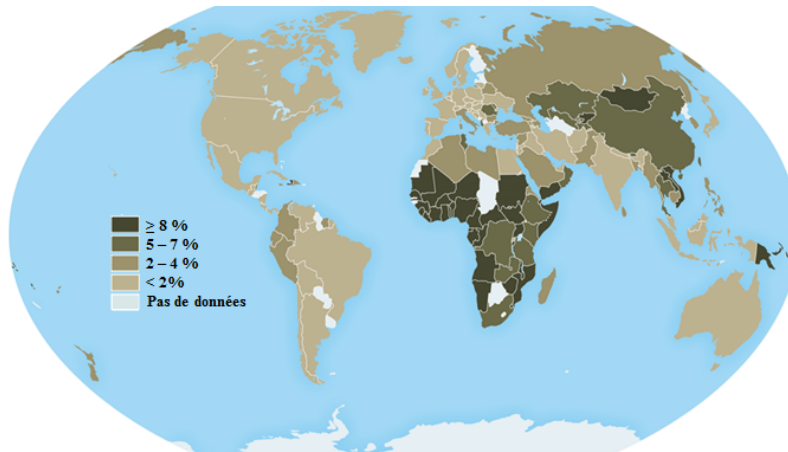 ≥ 8 %
5 – 7 %
2 – 4 %
< 2%
Pas de données